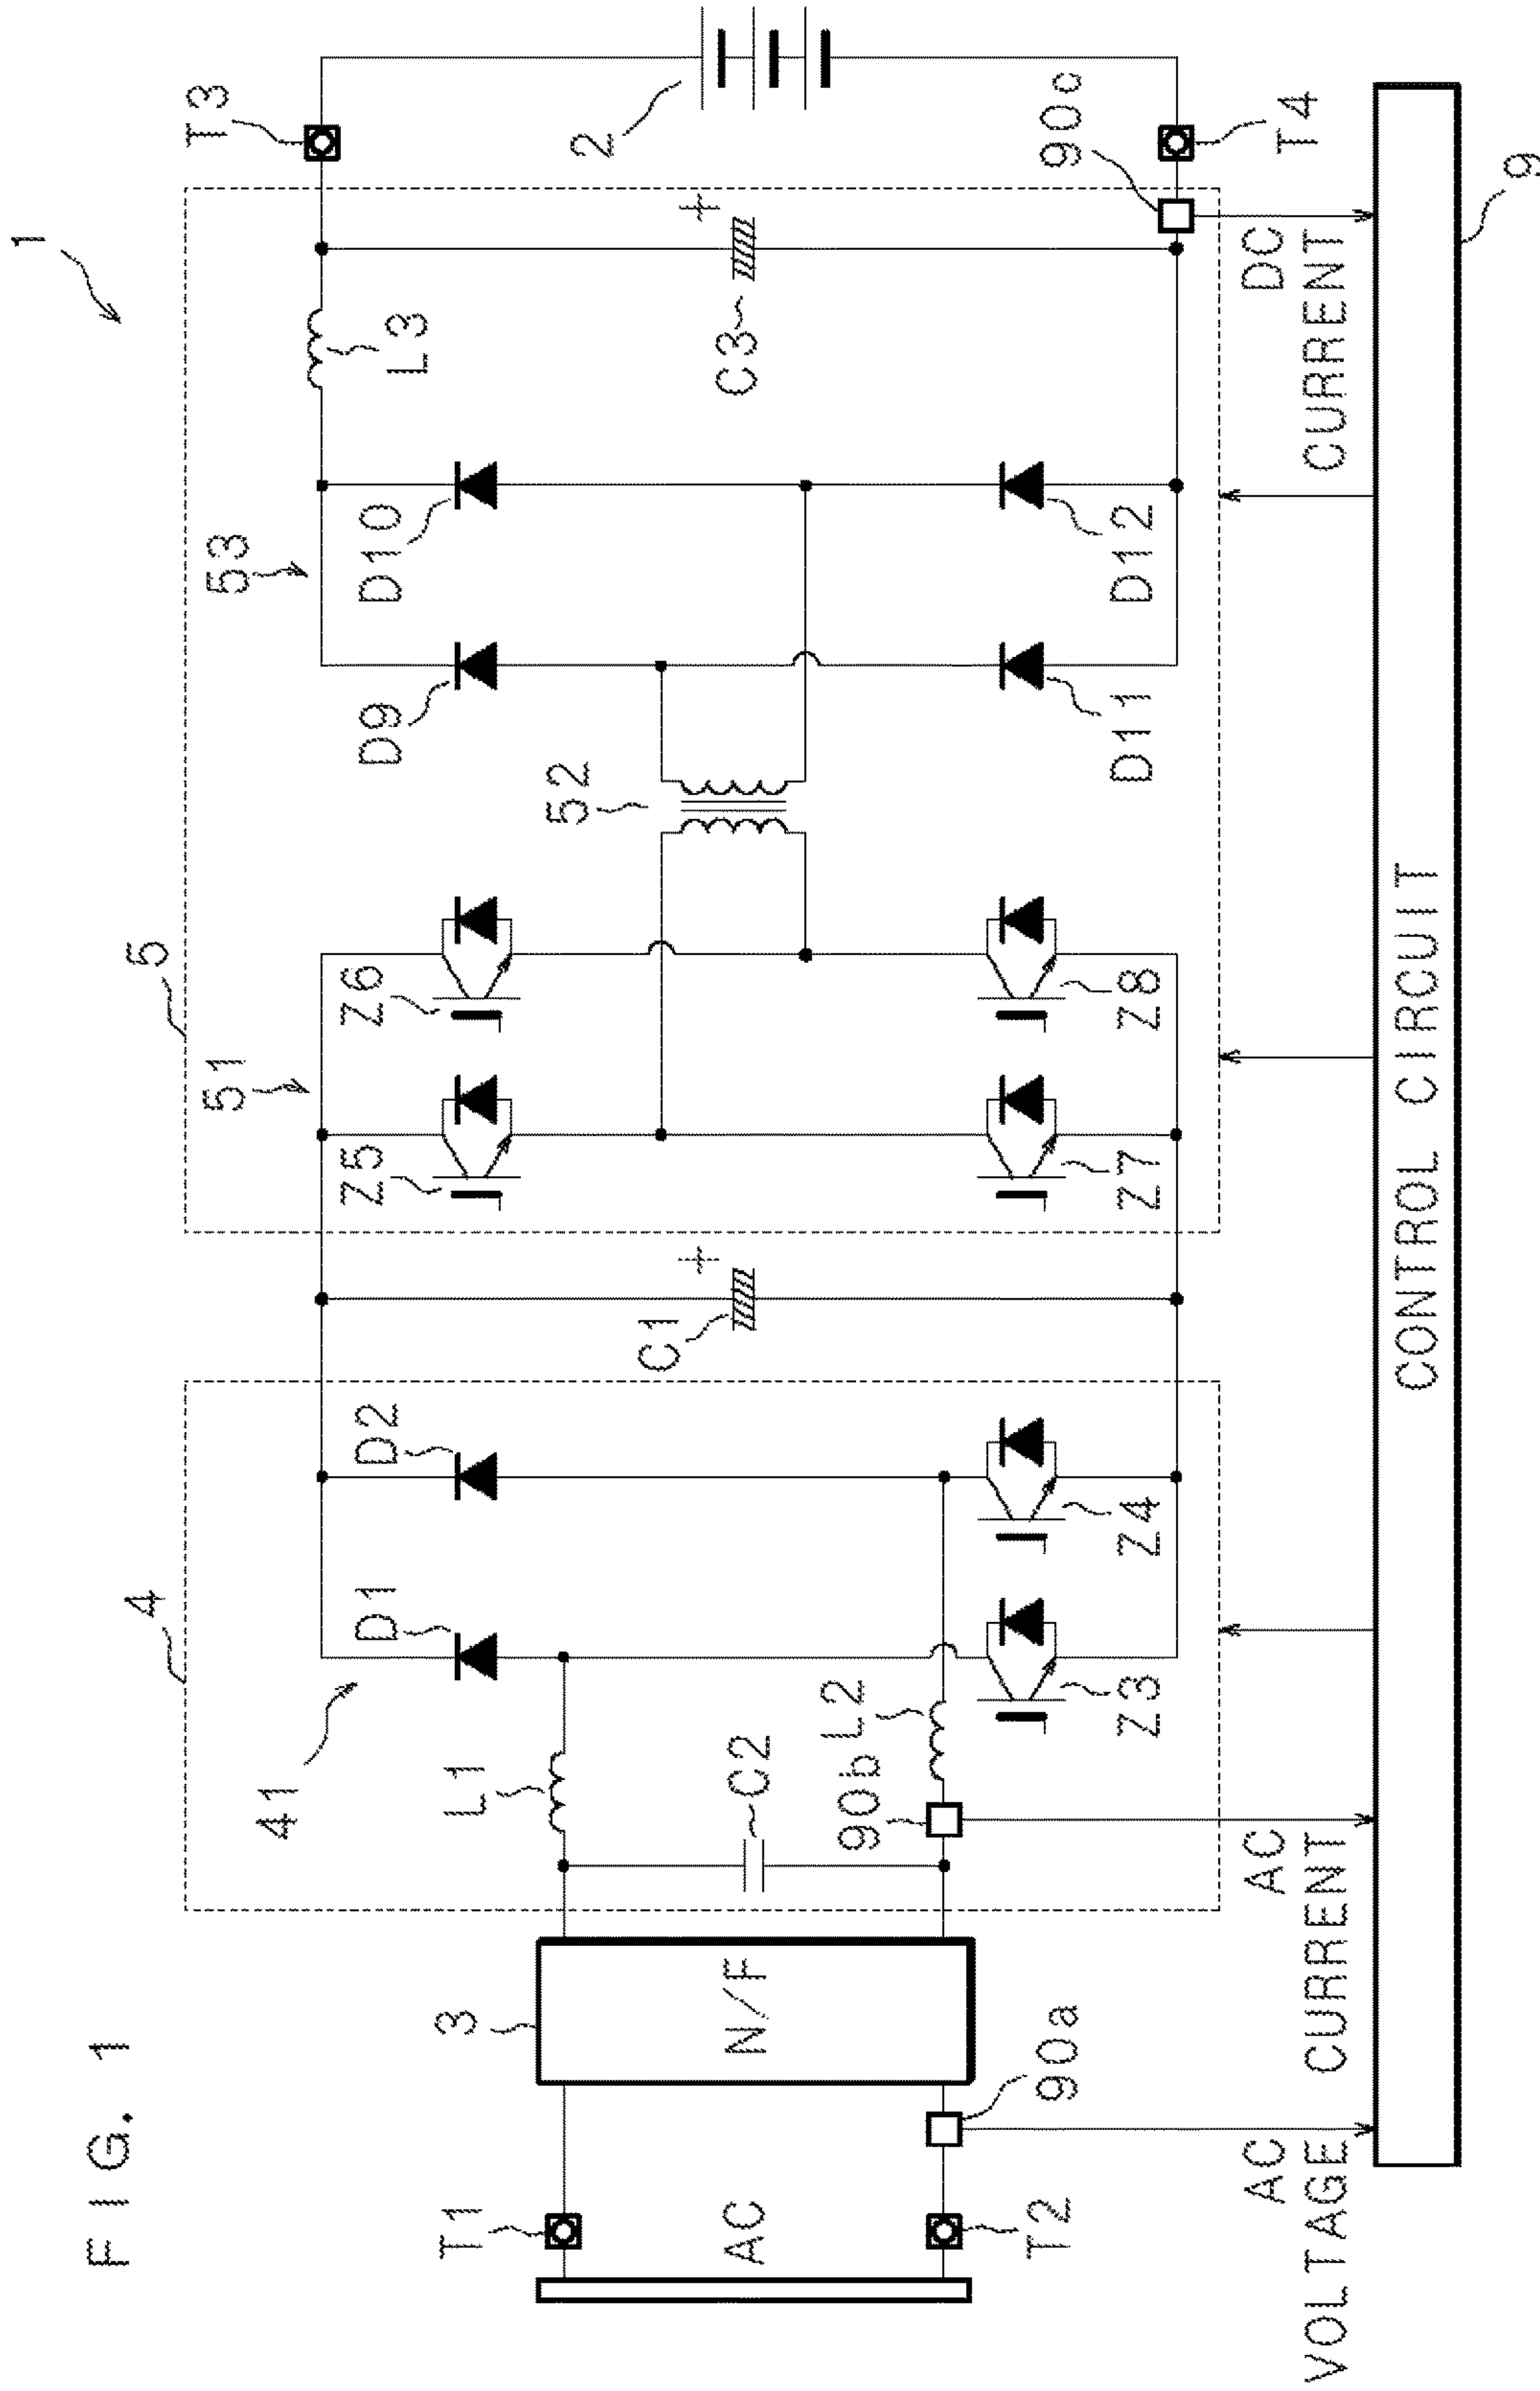 FIG. 1
1
T3
53
51
5
4
41
L3
D10
D9
Z6
Z5
D2
D1
L1
3
T1
2
C3
+
52
+
C1
C2
N/F
AC
90c
T4
D12
D11
Z8
Z7
Z4
Z3
L2
90b
90a
T2
DC
CURRENT
AC
CURRENT
AC
VOLTAGE
CONTROL CIRCUIT
9